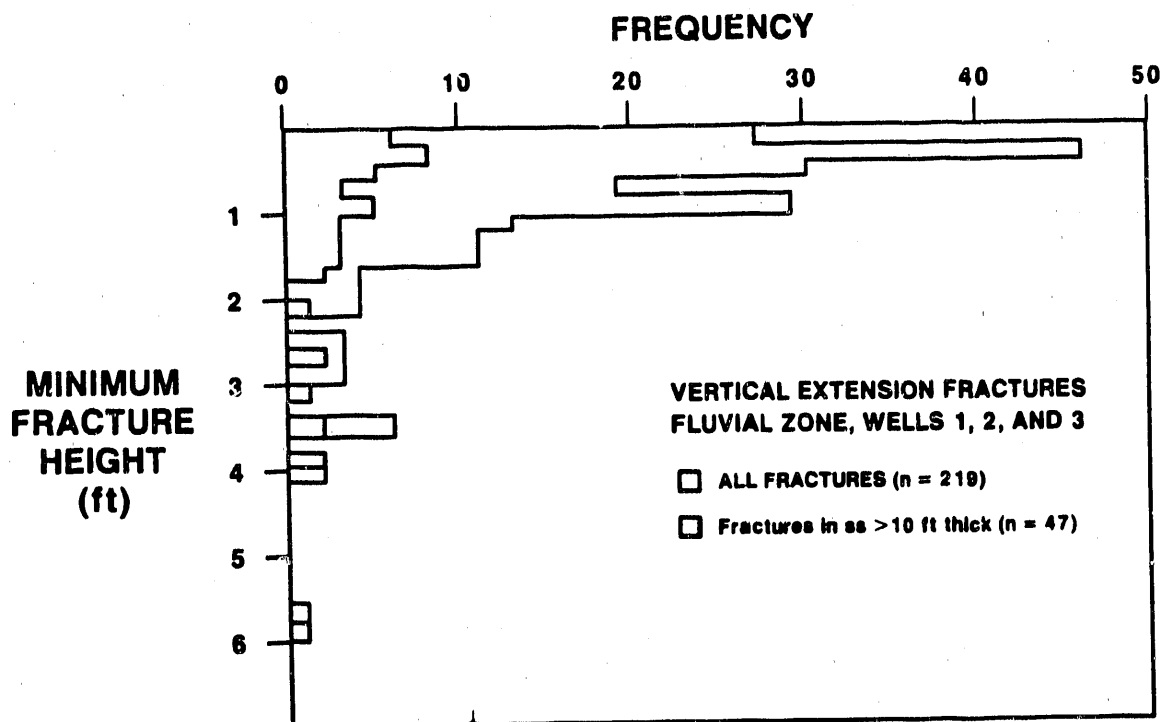 FREQUENCY
0 10 20 30 40 50
1
2
3
4
5
6
MINIMUM
FRACTURE
HEIGHT
(ft)
VERTICAL EXTENSION FRACTURES
FLUVIAL ZONE, WELLS 1, 2, AND 3
ALL FRACTURES (n = 219)
Fractures in ss >10 ft thick (n = 47)